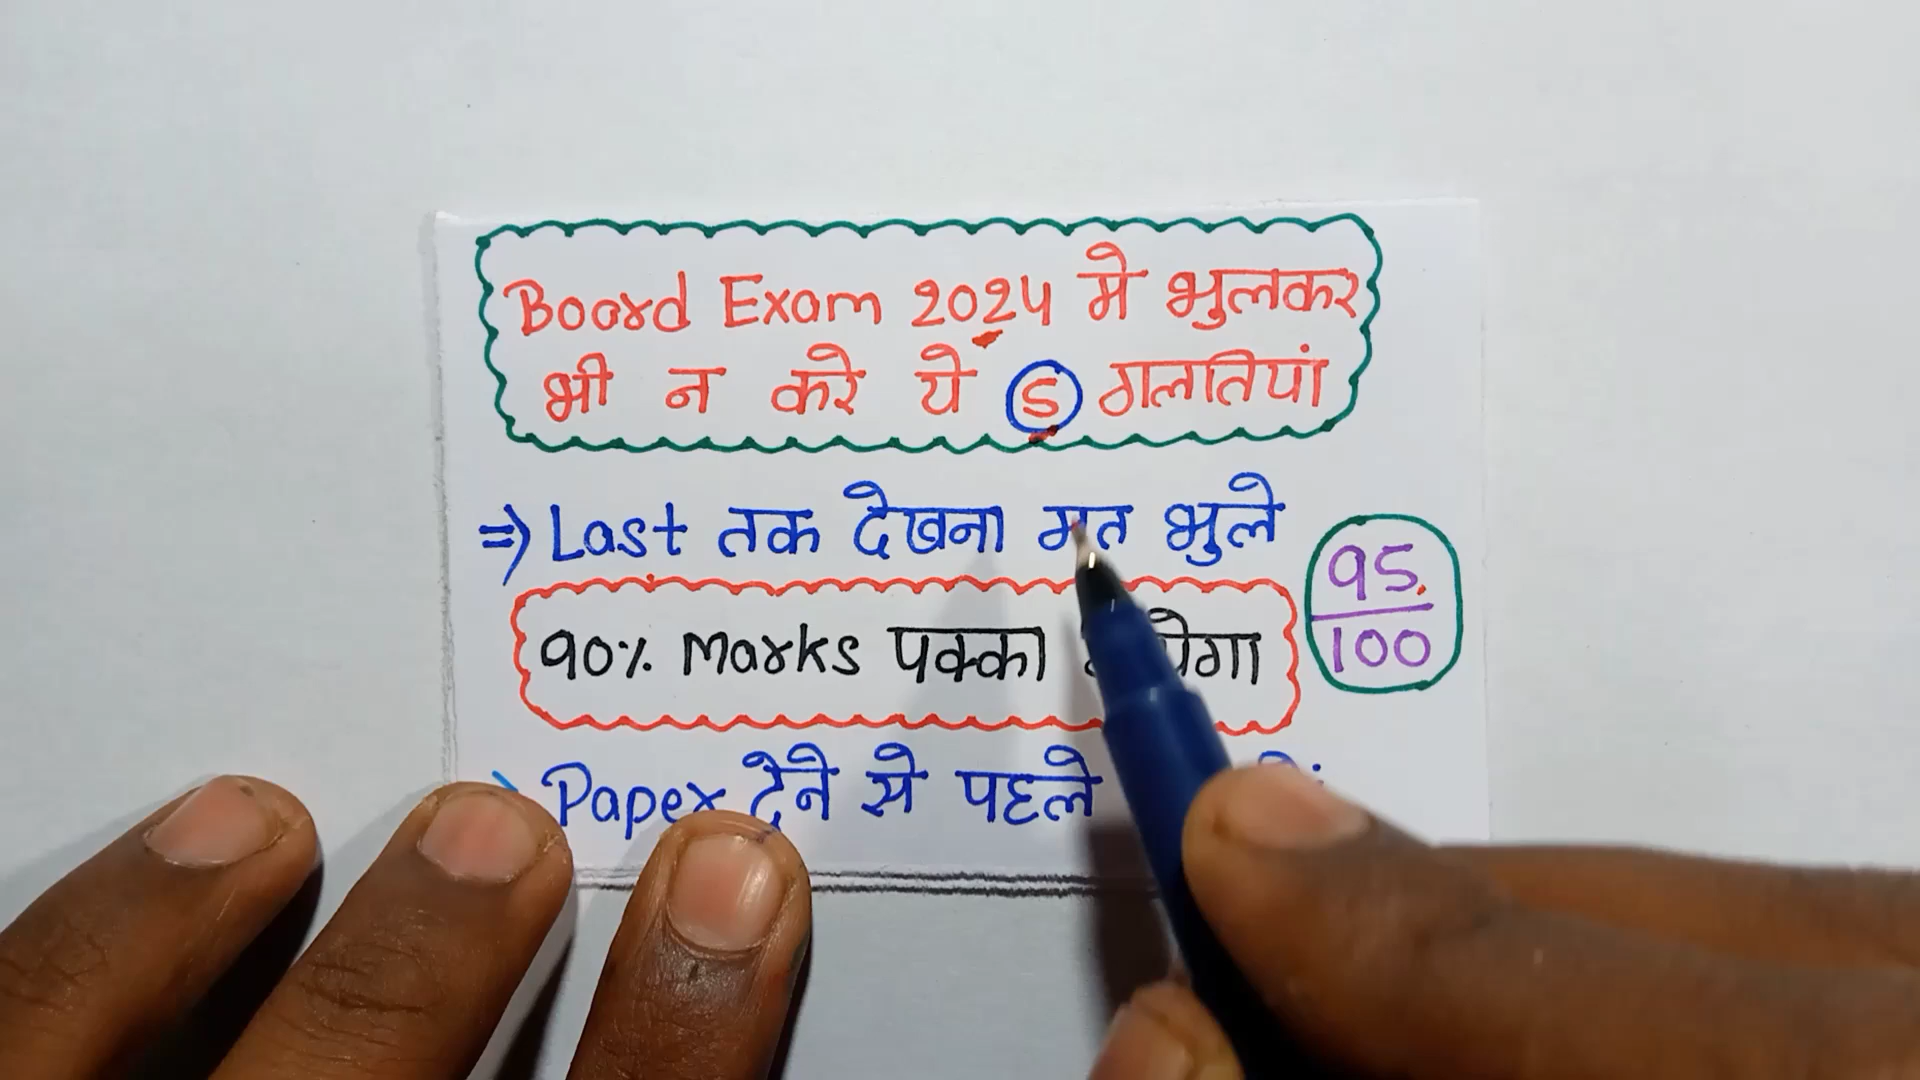 Board Exam 2024 मे भुलकर
भी न करे ये 5 गलतियां
⇒ Last तक देखना मत भुले
90% Marks पक्का
95
100
Paper देने से पहले